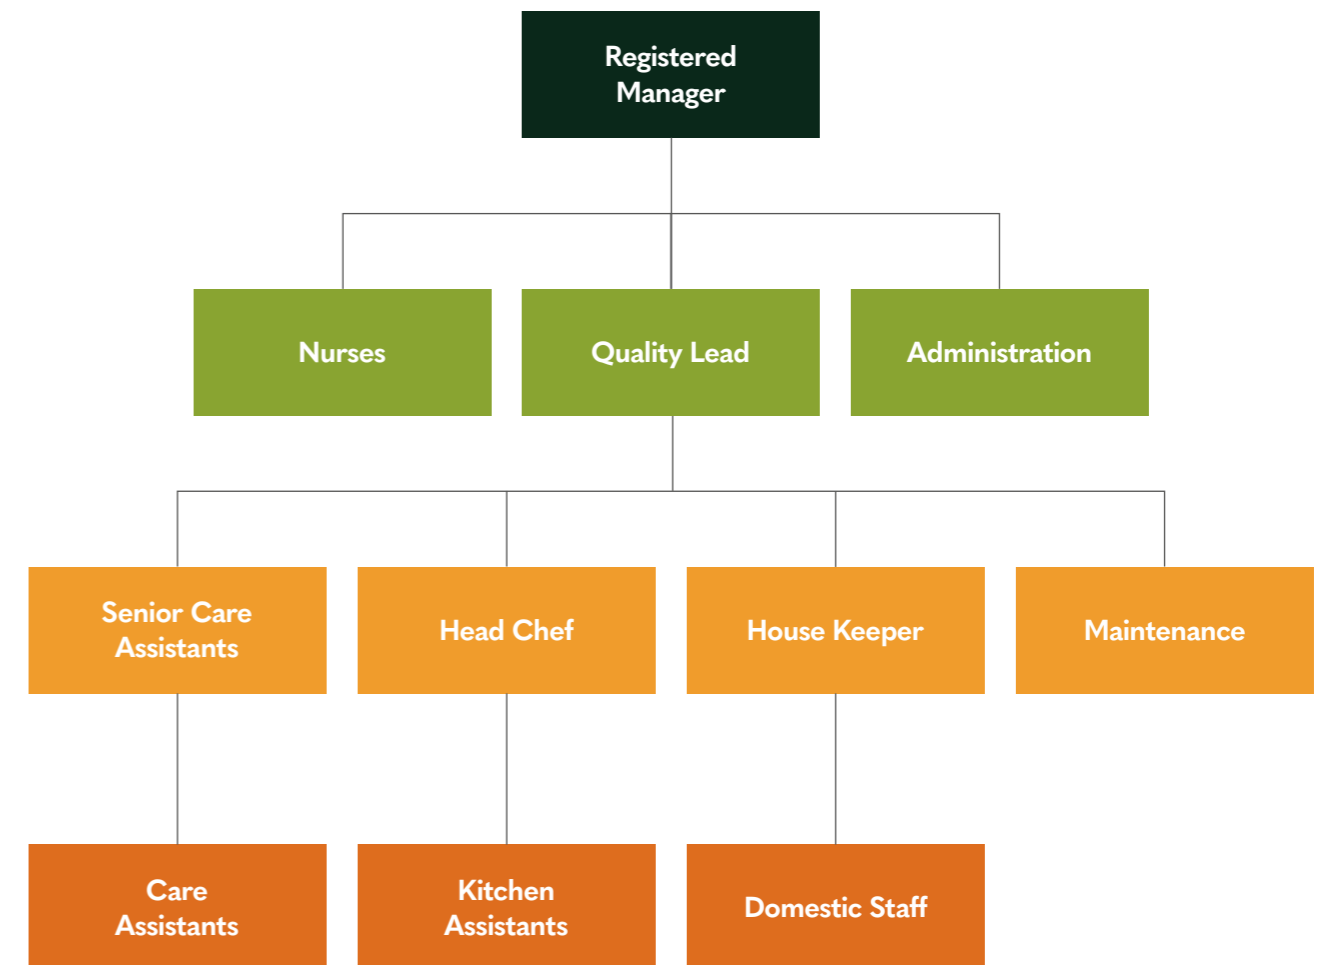 Registered
Manager
Nurses
Quality Lead
Administration
Senior Care
Assistants
Head Chef
House Keeper
Maintenance
Care
Assistants
Kitchen
Assistants
Domestic Staff